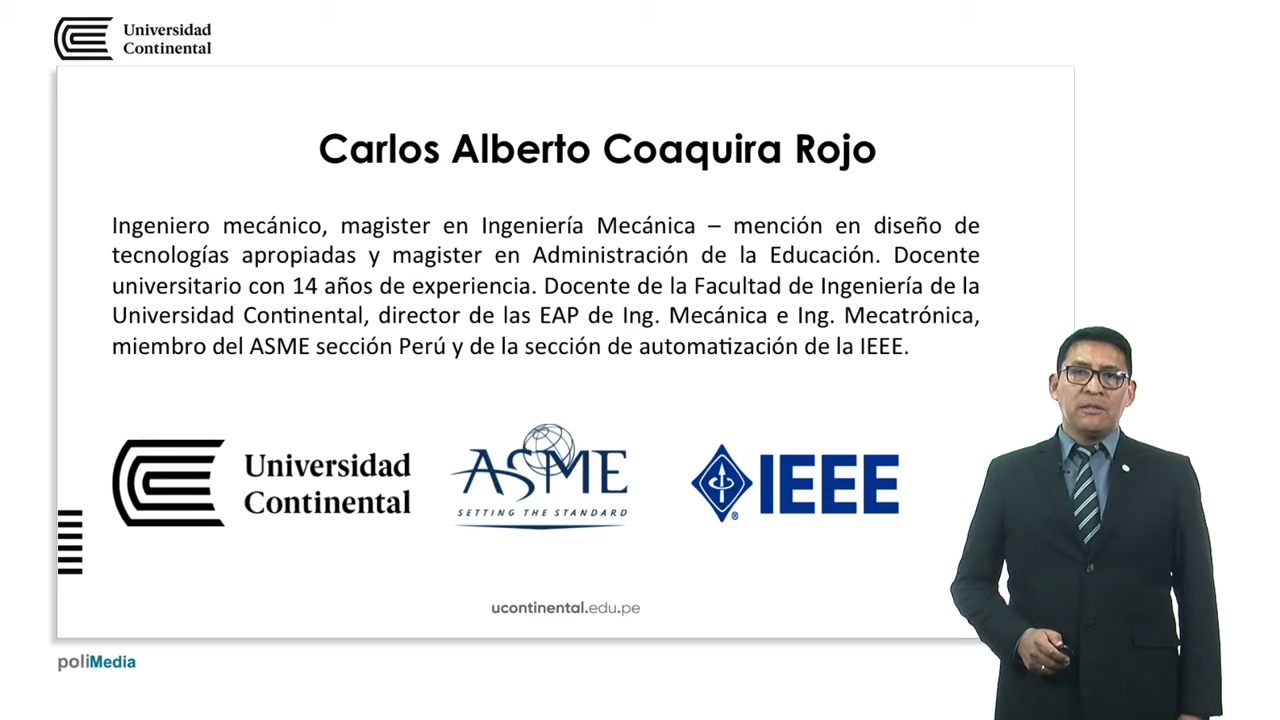 Universidad
Continental
Carlos Alberto Coaquira Rojo
Ingeniero mecánico, magister en Ingeniería Mecánica – mención en diseño de
tecnologías apropiadas y magister en Administración de la Educación. Docente
universitario con 14 años de experiencia. Docente de la Facultad de Ingeniería de la
Universidad Continental, director de las EAP de Ing. Mecánica e Ing. Mecatrónica,
miembro del ASME sección Perú y de la sección de automatización de la IEEE.
Universidad
Continental
ASME
SETTING THE STANDARD
IEEE
®
ucontinental.edu.pe
poliMedia